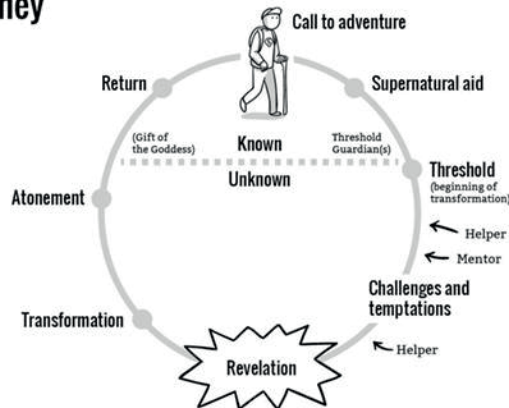 ney
Call to adventure
Return
Supernatural aid
(Gift of
the Goddess)
Known
Threshold
Guardian(s)
Unknown
Threshold
(beginning of
transformation)
Atonement
Helper
Mentor
Challenges and
temptations
Transformation
Helper
Revelation